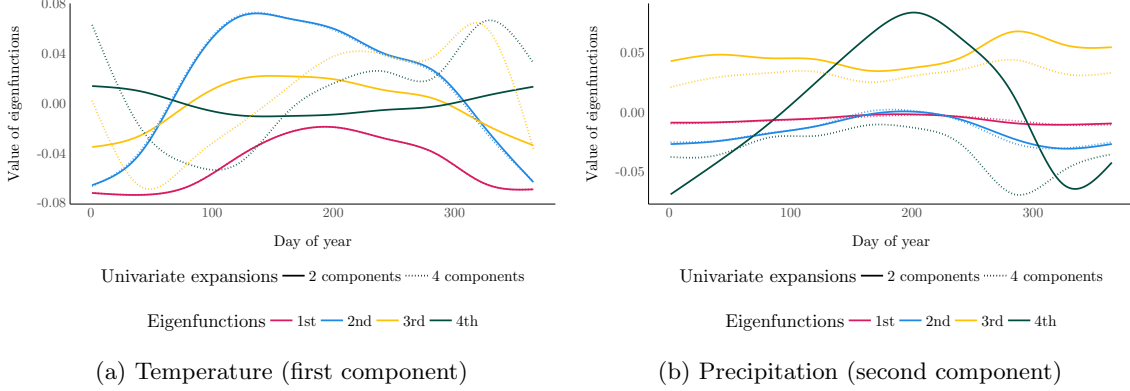 Value of eigenfunctions
0.08
0.04
0.00
-0.04
-0.08
0
100
200
300
Day of year
Univariate expansions 2 components 4 components
Eigenfunctions 1st 2nd 3rd 4th
(a) Temperature (first component)
Value of eigenfunctions
0.05
0.00
-0.05
0
100
200
300
Day of year
Univariate expansions 2 components 4 components
Eigenfunctions 1st 2nd 3rd 4th
(b) Precipitation (second component)